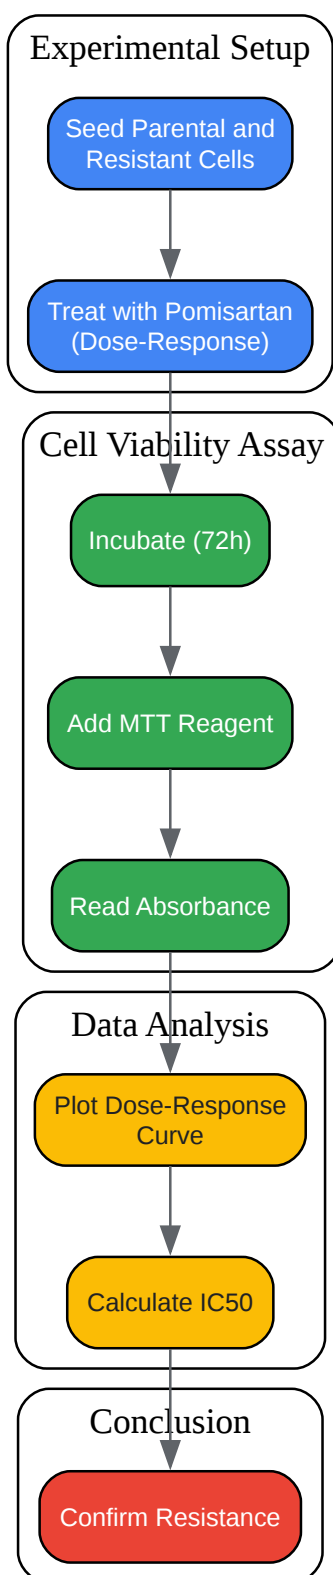 Experimental Setup
Seed Parental and
Resistant Cells
Treat with Pomisartan
(Dose-Response)
Cell Viability Assay
Incubate (72h)
Add MTT Reagent
Read Absorbance
Data Analysis
Plot Dose-Response
Curve
Calculate IC50
Conclusion
Confirm Resistance